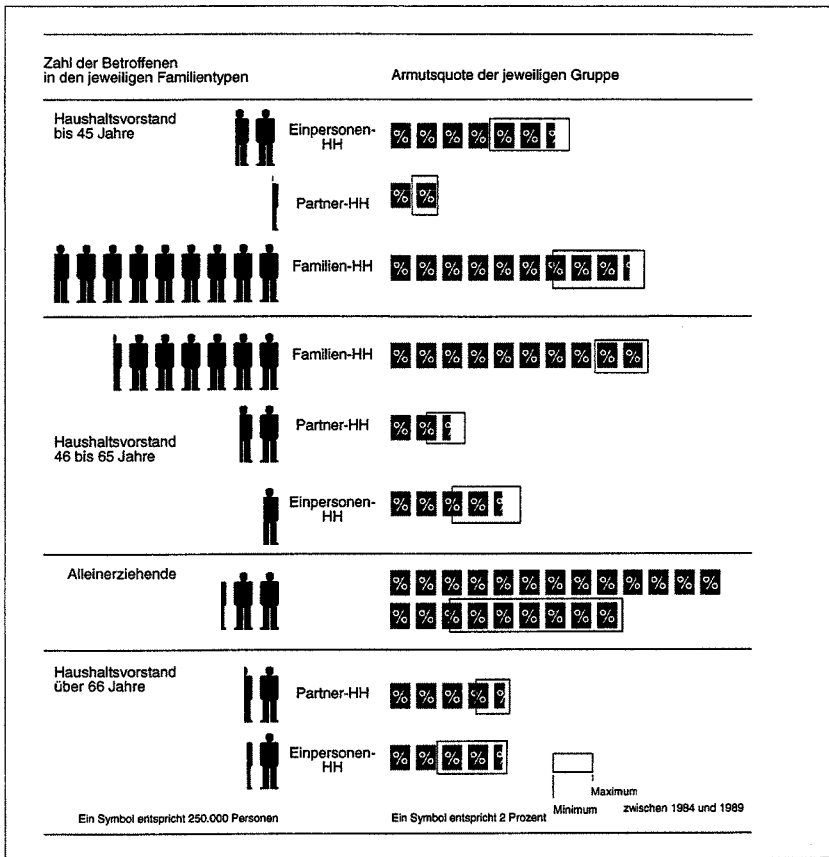 Zahl der Betroffenen
in den jeweiligen Familientypen
Armutsquote der jeweiligen Gruppe
Haushaltsvorstand
bis 45 Jahre
Einpersonen-
HH
% % % % % % %
Partner-HH
% %
Familien-HH
% % % % % % % % % %
Familien-HH
% % % % % % % % % %
Haushaltsvorstand
46 bis 65 Jahre
Partner-HH
% % %
Einpersonen-
HH
% % % % %
Alleinerziehende
% % % % % % % % % % % % %
% % % % % % % % %
Haushaltsvorstand
über 66 Jahre
Partner-HH
% % % % %
Einpersonen-
HH
% % % % %
Maximum
Minimum
zwischen 1984 und 1989
Ein Symbol entspricht 250.000 Personen
Ein Symbol entspricht 2 Prozent